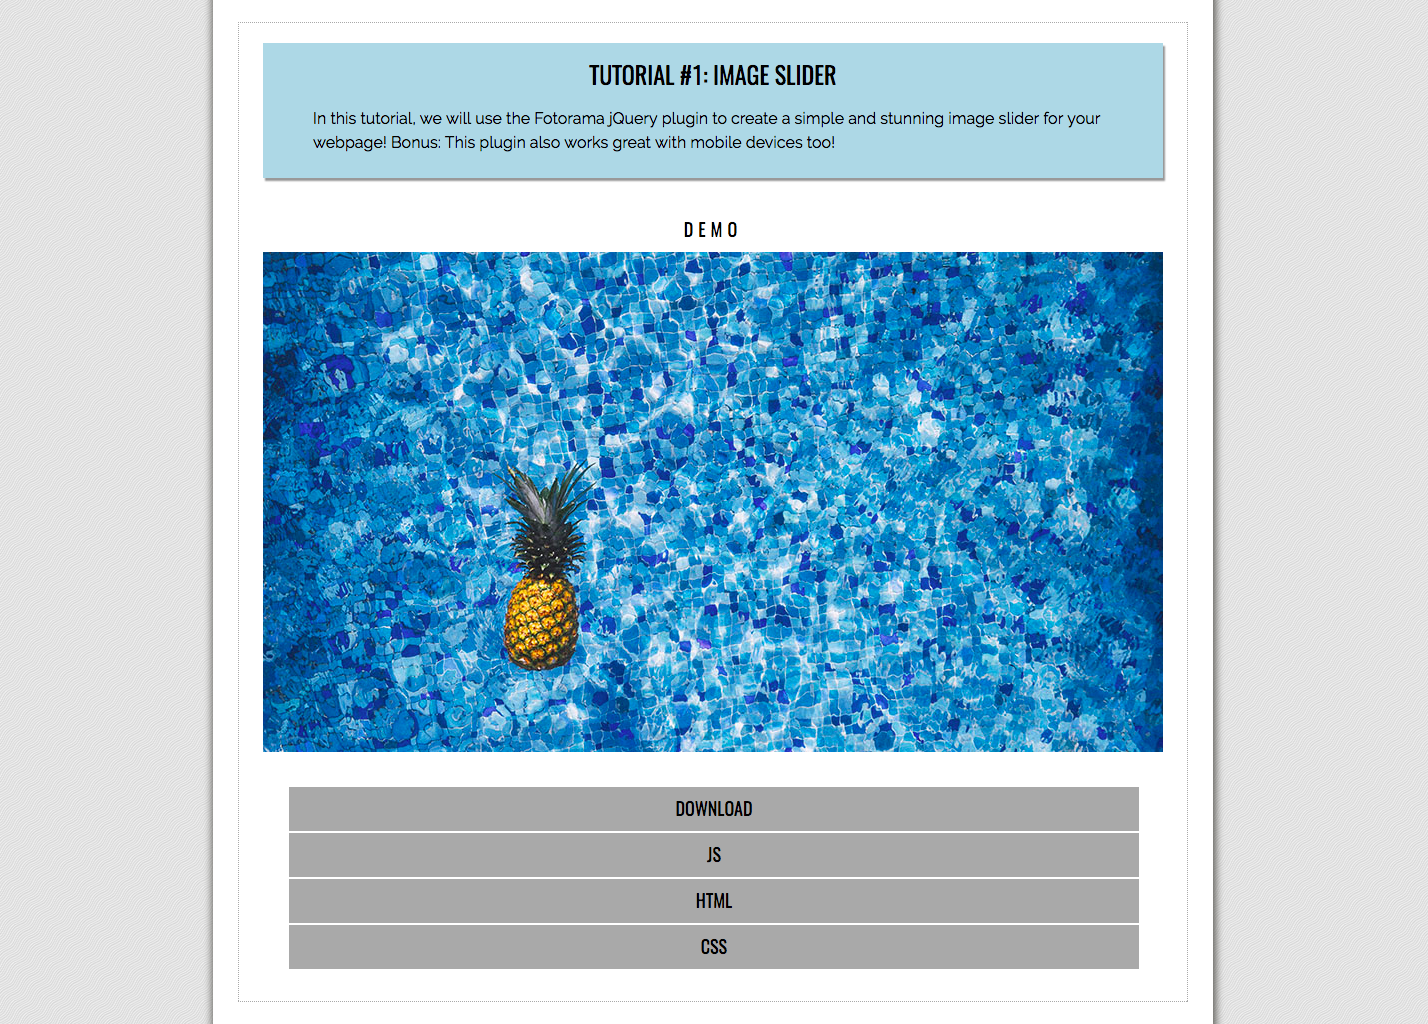 TUTORIAL #1: IMAGE SLIDER
In this tutorial, we will use the Fotorama jQuery plugin to create a simple and stunning image slider for your
webpage! Bonus: This plugin also works great with mobile devices too!
DEMO
DOWNLOAD
JS
HTML
CSS